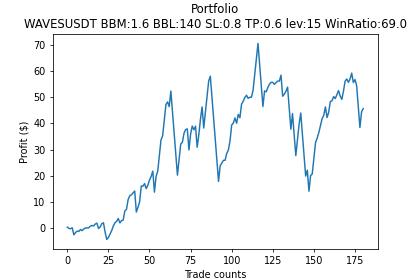 Portfolio
WAVESUSDT BBM:1.6 BBL:140 SL:0.8 TP:0.6 lev:15 WinRatio:69.0
70
60
50
40
30
20
10
0
Profit ($)
0 25 50 75 100 125 150 175
Trade counts